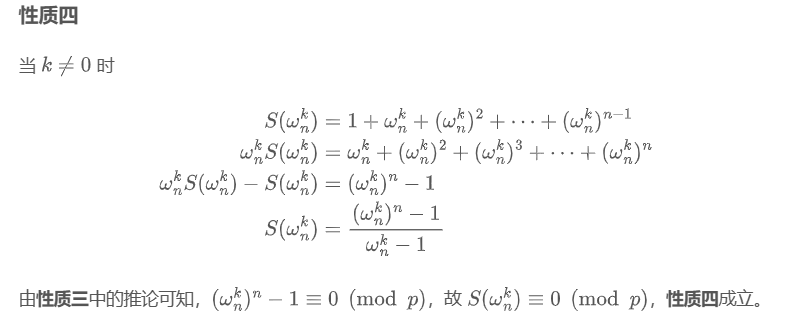 性质四
当 k ≠ 0 时
S(ω_n^k) = 1 + ω_n^k + (ω_n^k)^2 + ⋯ + (ω_n^k)^{n−1}
ω_n^k S(ω_n^k) = ω_n^k + (ω_n^k)^2 + (ω_n^k)^3 + ⋯ + (ω_n^k)^n
ω_n^k S(ω_n^k) − S(ω_n^k) = (ω_n^k)^n − 1
S(ω_n^k) = \frac{(ω_n^k)^n − 1}{ω_n^k − 1}
由性质三中的推论可知，(ω_n^k)^n − 1 ≡ 0 (mod p)，故 S(ω_n^k) ≡ 0 (mod p)，性质四成立。